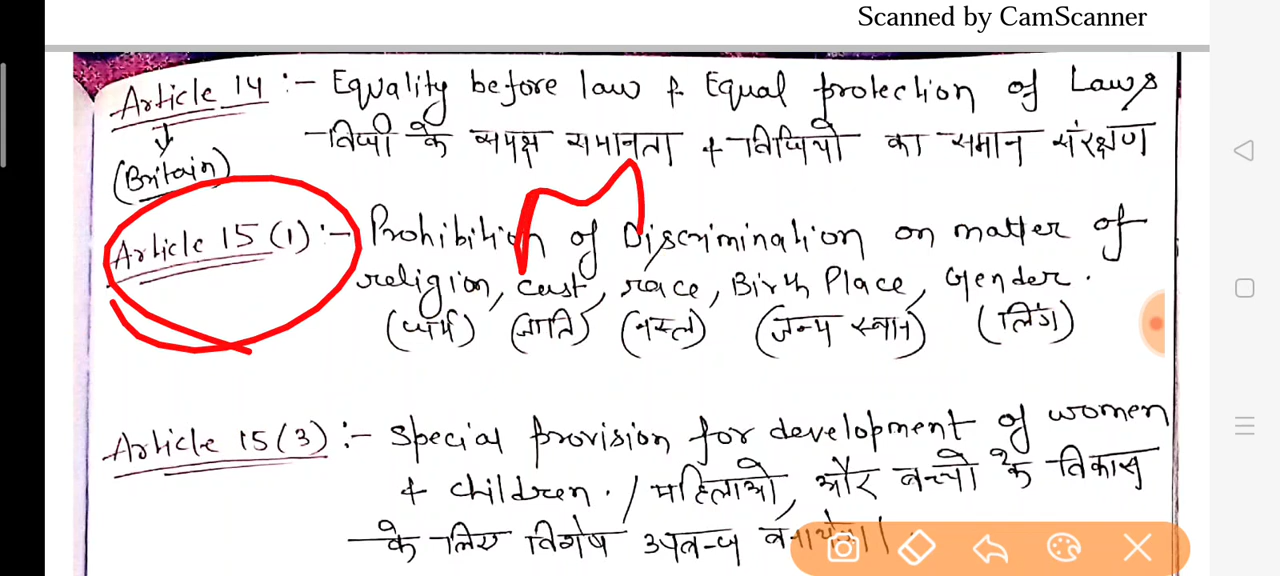 Scanned by CamScanner
Article 14 :- Equality before law & Equal protection of Laws
विधी के समक्ष समानता + विधियो का समान संरक्षण
(Britain)
Article 15 (1) :- Prohibition of Discrimination on matter of
religion, cast, race, Birth Place, Gender.
(धर्म) (जाति) (नस्ल) (जन्म स्थान) (लिंग)
Article 15 (3) :- Special provision for development of women
+ children. / महिलाओ, और बच्चो के विकास
के लिए विशेष उपबन्ध